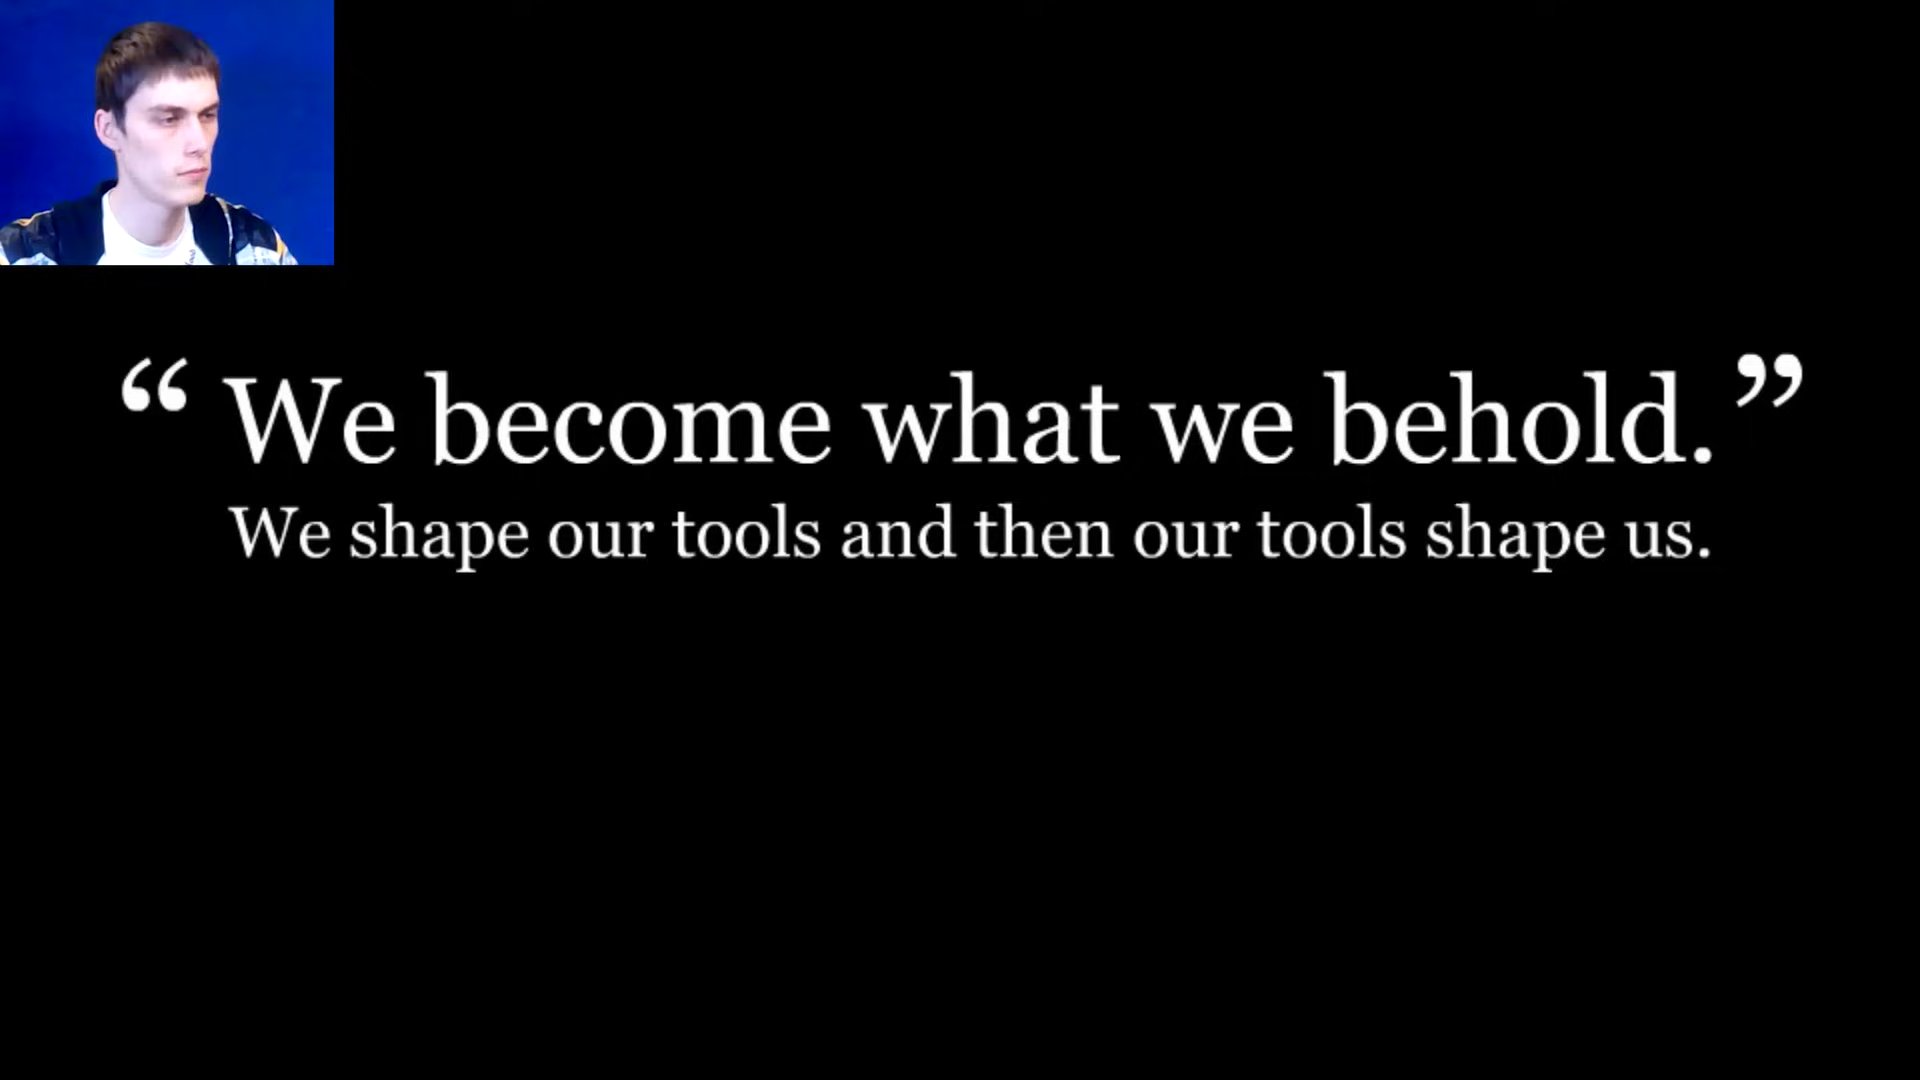 “ We become what we behold. ”
We shape our tools and then our tools shape us.